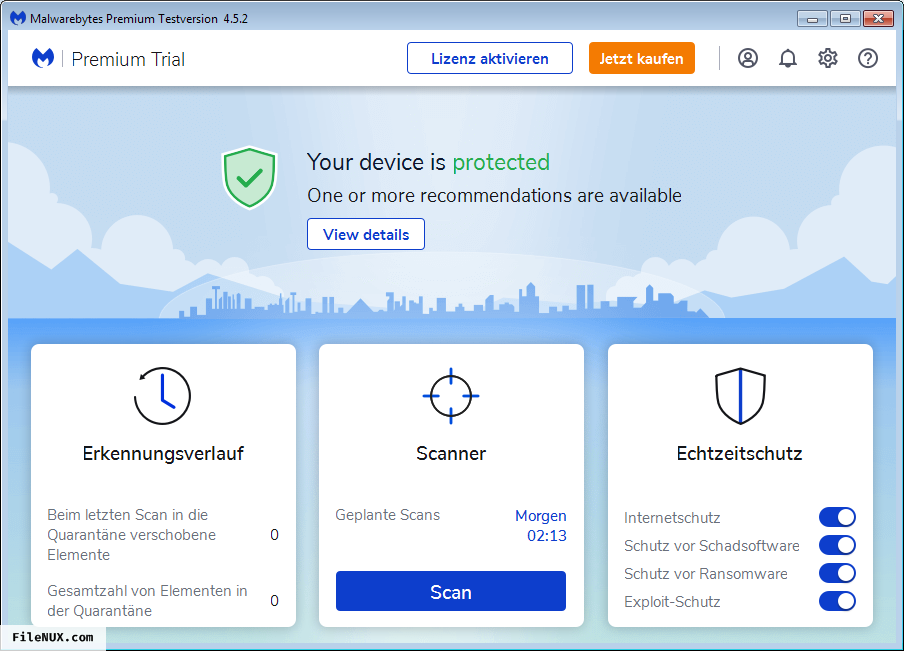 Malwarebytes Premium Testversion 4.5.2
Premium Trial
Lizenz aktivieren
Jetzt kaufen
Your device is protected
One or more recommendations are available
View details
Erkennungsverlauf
Beim letzten Scan in die
Quarantäne verschobene 0
Elemente
Gesamtzahl von Elementen in
der Quarantäne 0
Scanner
Geplante Scans Morgen
02:13
Scan
Echtzeitschutz
Internetschutz
Schutz vor Schadsoftware
Schutz vor Ransomware
Exploit-Schutz
FileNUX.com